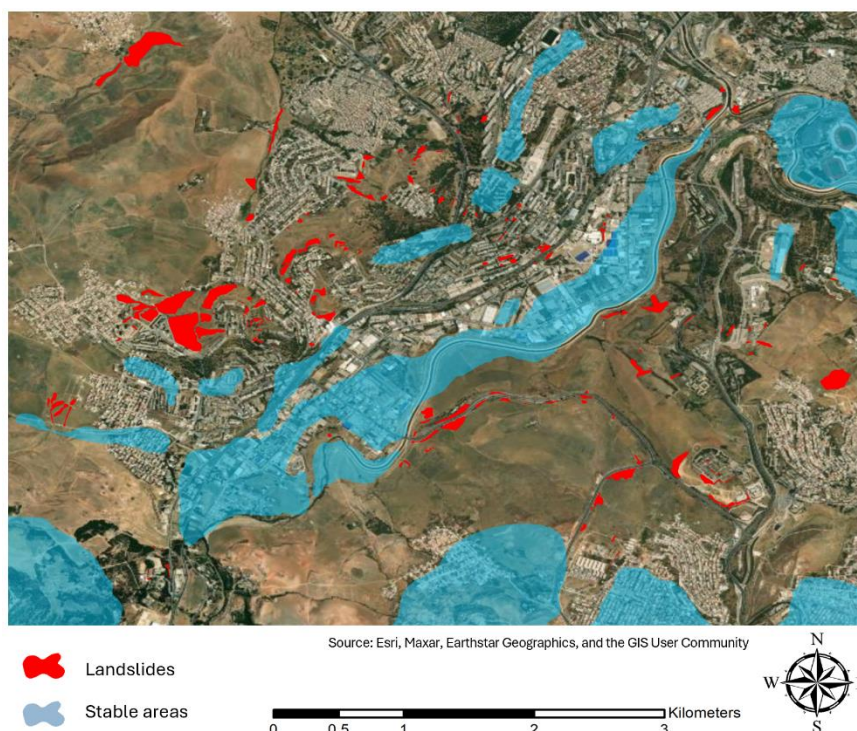 Source: Esri, Maxar, Earthstar Geographics, and the GIS User Community
N
Landslides
W
Stable areas
Kilometers
0 0.5 1 2 3
S